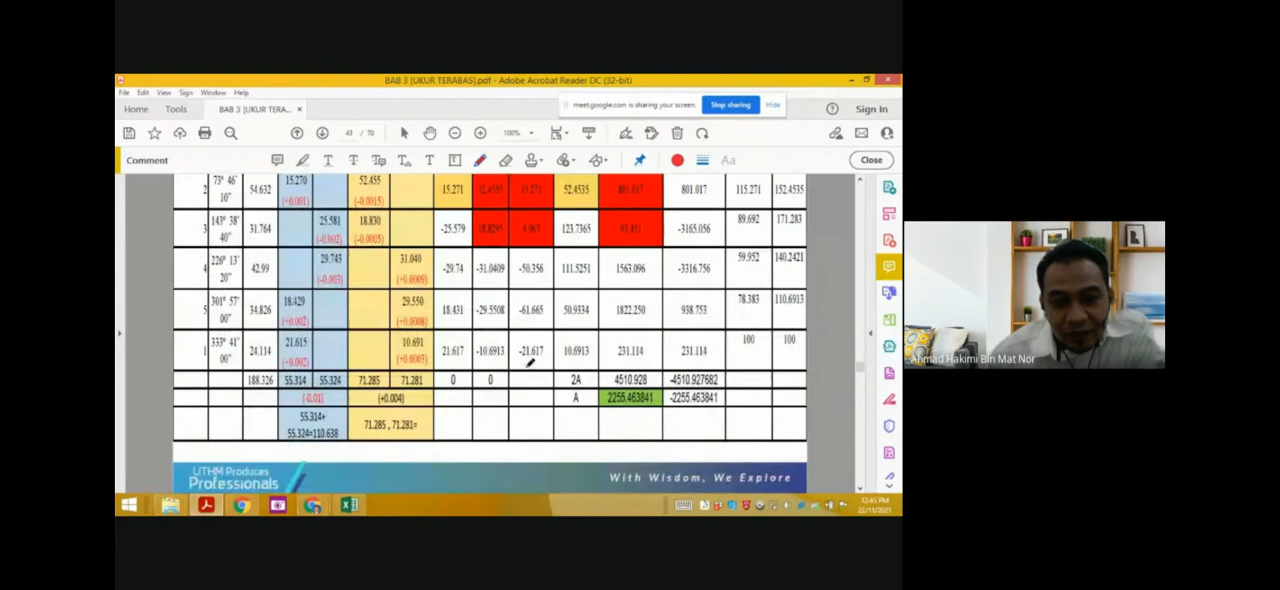 BAB 3 [UKUR TERABAS].pdf - Adobe Acrobat Reader DC (32-bit)
File Edit View Sign Window Help
meet.google.com is sharing your screen. Stop sharing Hide
Home Tools BAB 3 [UKUR TERA... × Sign In
43 / 70 100%
Comment Close
2 73° 46' 10" 54.632 15.270 (+0.001) 52.455 (-0.0015) 15.271 52.4535 15.271 52.4535 801.017 801.017 115.271 152.4535
3 143° 38' 40" 31.764 25.581 (-0.002) 18.830 (-0.0005) -25.579 18.8295 4.963 123.7365 93.451 -3165.056 89.692 171.283
4 226° 13' 20" 42.99 29.743 (-0.003) 31.040 (+0.0009) -29.74 -31.0409 -50.356 111.5251 1563.096 -3316.756 59.952 140.2421
5 301° 57' 00" 34.826 18.429 (+0.002) 29.550 (+0.0008) 18.431 -29.5508 -61.665 50.9334 1822.250 938.753 78.383 110.6913
1 333° 41' 00" 24.114 21.615 (+0.002) 10.691 (+0.0003) 21.617 -10.6913 -21.617 10.6913 231.114 231.114 100 100
188.326 55.314 55.324 71.285 71.281 0 0 2A 4510.928 -4510.927682
(-0.01) (+0.004) A 2255.463841 -2255.463841
55.314+
55.324=110.638 71.285 , 71.281=
UTHM Produces
Professionals
With Wisdom, We Explore
12:45 PM
22/11/2021
Ahmad Hakimi Bin Mat Nor